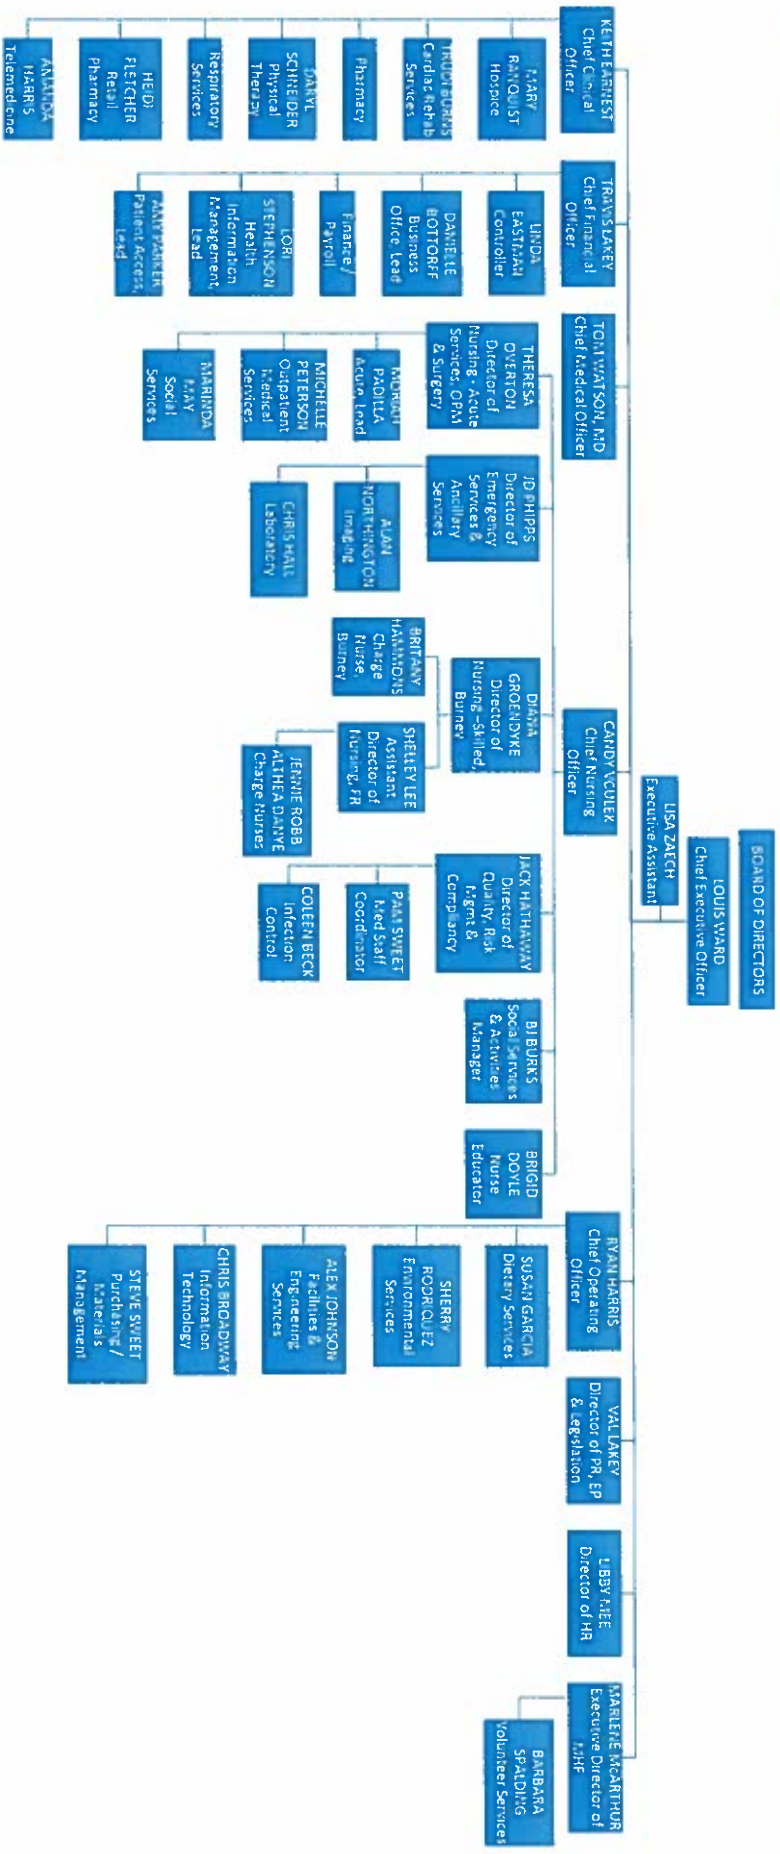 BOARD OF DIRECTORS
LOUIS WARD
Chief Executive Officer
LISA ZAECH
Executive Assistant
KEITH EARNEST
Chief Clinical
Officer
MARY
RANQUIST
Hospice
TRUDI BURNS
Cardiac Rehab
Services
Pharmacy
DARYL
SCHNEIDER
Physical
Therapy
Respiratory
Services
HEIDI
FLETCHER
Retail
Pharmacy
AMANDA
HARRIS
Telemedicine
TRAVIS LAKEY
Chief Financial
Officer
LINDA
EASTMAN
Controller
DANIELLE
BOTTORFF
Business
Office, Lead
Finance /
Payroll
LORI
STEPHENSON
Health
Information
Management,
Lead
AMY PARKER
Patient Access,
Lead
TOM WATSON, MD
Chief Medical Officer
CANDY VCULEK
Chief Nursing
Officer
THERESA
OVERTON
Director of
Nursing - Acute
Services, OPM
& Surgery
MORIAH
PADILLA
Acute, Lead
MICHELLE
PETERSON
Outpatient
Medical
Services
MARINDA
MAY
Social
Services
JD PHIPPS
Director of
Emergency
Services &
Ancillary
Services
ALAN
NORTHINGTON
Imaging
CHRIS HALL
Laboratory
DIANA
GROENDYKE
Director of
Nursing –Skilled,
Burney
BRITANY
HAMMONS
Charge
Nurse,
Burney
SHELLEY LEE
Assistant
Director of
Nursing, FR
JENNIE ROBB
ALTHEA DANYE
Charge Nurses
JACK HATHAWAY
Director of
Quality, Risk
Mgmt &
Compliancy
PAM SWEET
Med Staff
Coordinator
COLEEN BECK
Infection
Control
BJ BURKS
Social Services
& Activities
Manager
BRIGID
DOYLE
Nurse
Educator
RYAN HARRIS
Chief Operating
Officer
SUSAN GARCIA
Dietary Services
SHERRY
RODRIQUEZ
Environmental
Services
ALEX JOHNSON
Facilities &
Engineering
Services
CHRIS BROADWAY
Information
Technology
STEVE SWEET
Purchasing /
Materials
Management
VAL LAKEY
Director of PR, EP
& Legislation
LIBBY MEE
Director of HR
MARLENE McARTHUR
Executive Director of
MHF
BARBARA
SPALDING
Volunteer Services